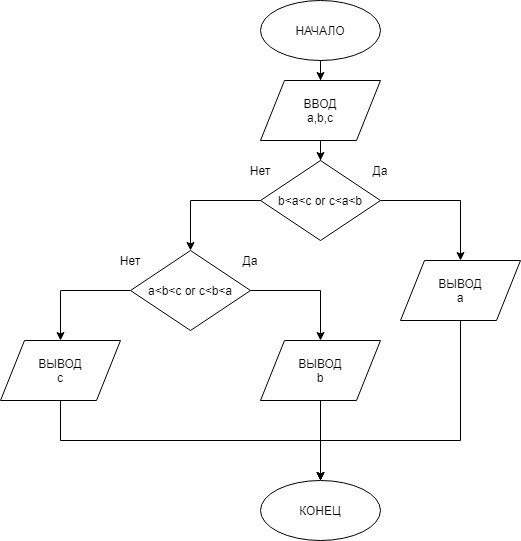 НАЧАЛО
ВВОД
a,b,c
Нет
Да
b<a<c or c<a<b
Нет
Да
a<b<c or c<b<a
ВЫВОД
a
ВЫВОД
c
ВЫВОД
b
КОНЕЦ